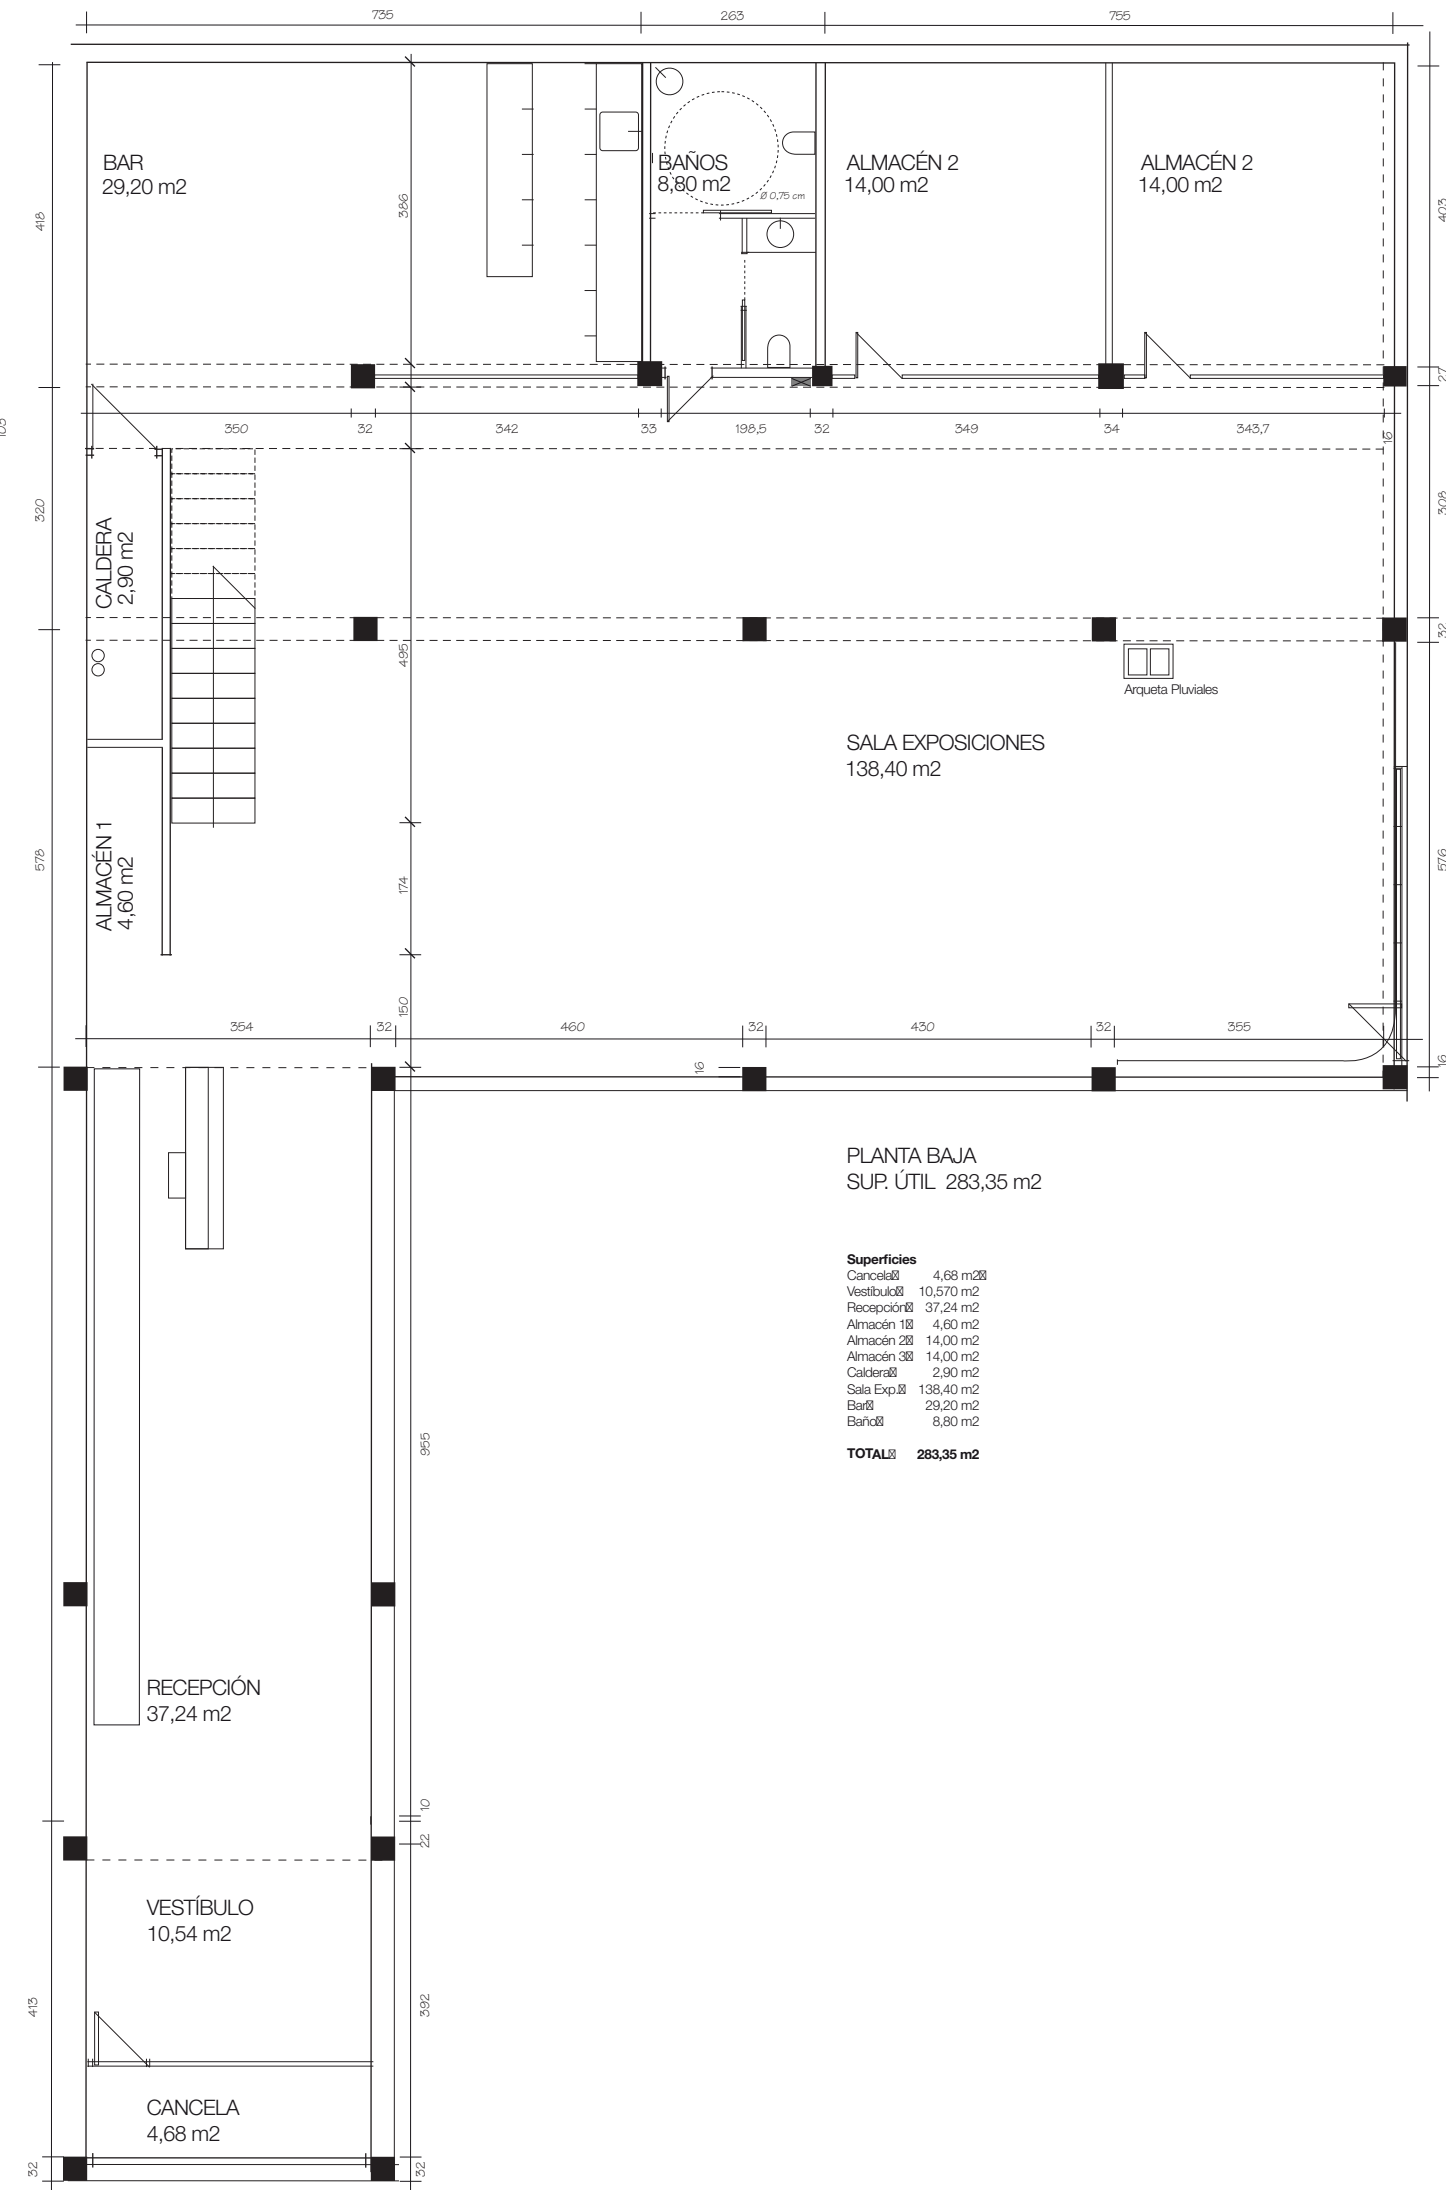 735
263
755
BAR
29,20 m2
BAÑOS
8,80 m2
Ø 0,75 cm
ALMACÉN 2
14,00 m2
ALMACÉN 2
14,00 m2
418
386
403
27
350
32
342
33
198,5
32
349
34
343,7
16
320
308
CALDERA
2,90 m2
495
32
Arqueta Pluviales
SALA EXPOSICIONES
138,40 m2
578
ALMACÉN 1
4,60 m2
174
576
150
354
32
460
32
430
32
355
16
16
PLANTA BAJA
SUP. ÚTIL 283,35 m2
Superficies
Cancela 4,68 m2
Vestíbulo 10,570 m2
Recepción 37,24 m2
Almacén 1 4,60 m2
Almacén 2 14,00 m2
Almacén 3 14,00 m2
Caldera 2,90 m2
Sala Exp. 138,40 m2
Bar 29,20 m2
Baño 8,80 m2
TOTAL 283,35 m2
955
RECEPCIÓN
37,24 m2
10
22
VESTÍBULO
10,54 m2
413
392
CANCELA
4,68 m2
32
32